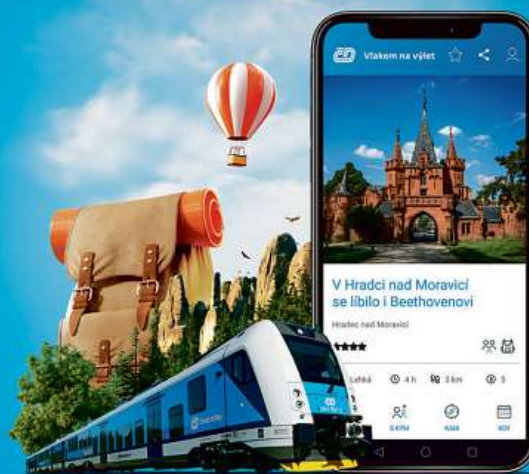 ČD Vlakem na výlet
V Hradci nad Moravicí
se líbilo i Beethovenovi
Hradec nad Moravicí
Lehká 4 h 3 km 5
S KÝM KAM KDY